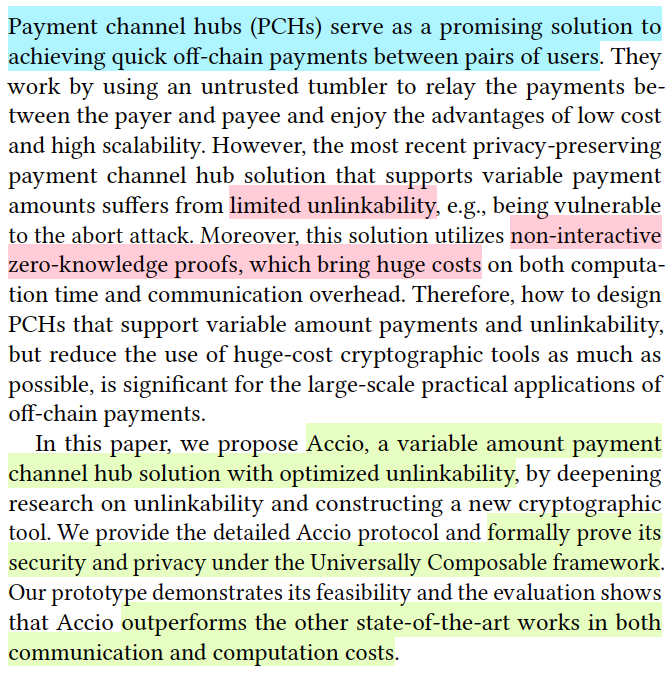 Payment channel hubs (PCHs) serve as a promising solution to
achieving quick off-chain payments between pairs of users. They
work by using an untrusted tumbler to relay the payments be-
tween the payer and payee and enjoy the advantages of low cost
and high scalability. However, the most recent privacy-preserving
payment channel hub solution that supports variable payment
amounts suffers from limited unlinkability, e.g., being vulnerable
to the abort attack. Moreover, this solution utilizes non-interactive
zero-knowledge proofs, which bring huge costs on both computa-
tion time and communication overhead. Therefore, how to design
PCHs that support variable amount payments and unlinkability,
but reduce the use of huge-cost cryptographic tools as much as
possible, is significant for the large-scale practical applications of
off-chain payments.
In this paper, we propose Accio, a variable amount payment
channel hub solution with optimized unlinkability, by deepening
research on unlinkability and constructing a new cryptographic
tool. We provide the detailed Accio protocol and formally prove its
security and privacy under the Universally Composable framework.
Our prototype demonstrates its feasibility and the evaluation shows
that Accio outperforms the other state-of-the-art works in both
communication and computation costs.